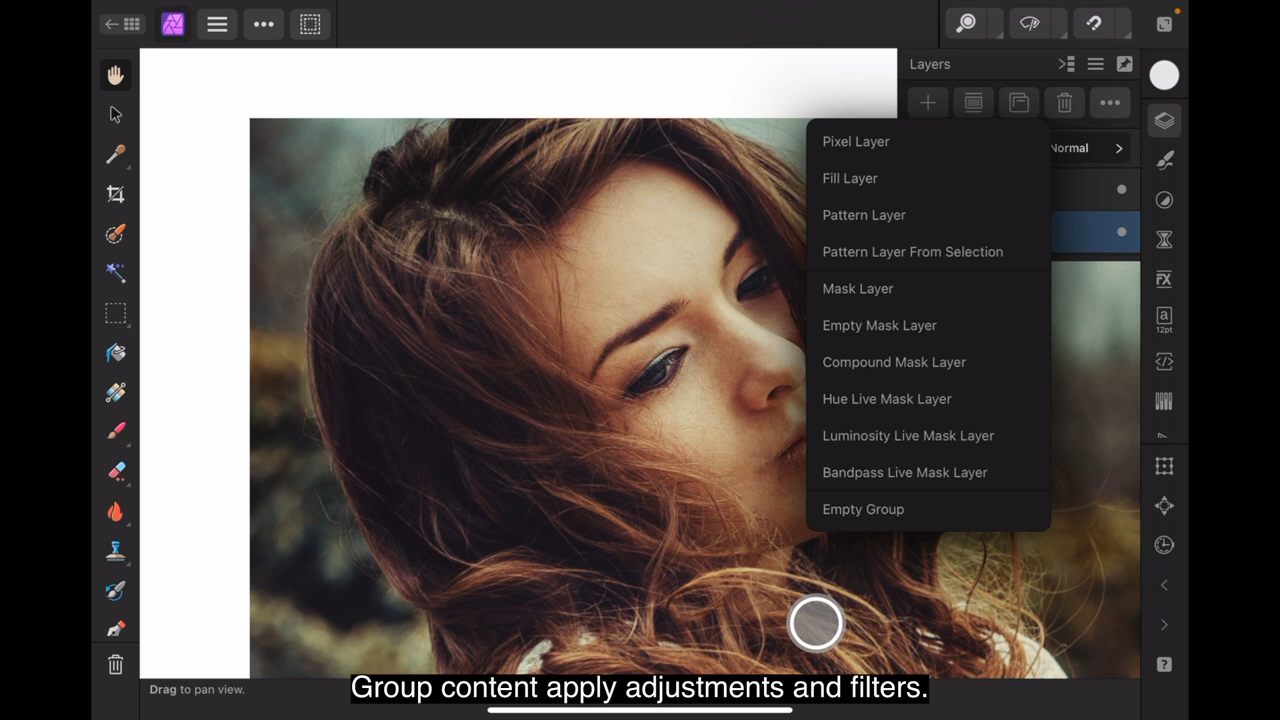 Layers
Normal
Pixel Layer
Fill Layer
Pattern Layer
Pattern Layer From Selection
Mask Layer
Empty Mask Layer
Compound Mask Layer
Hue Live Mask Layer
Luminosity Live Mask Layer
Bandpass Live Mask Layer
Empty Group
FX
a
12pt
?
Drag to pan view.
Group content apply adjustments and filters.